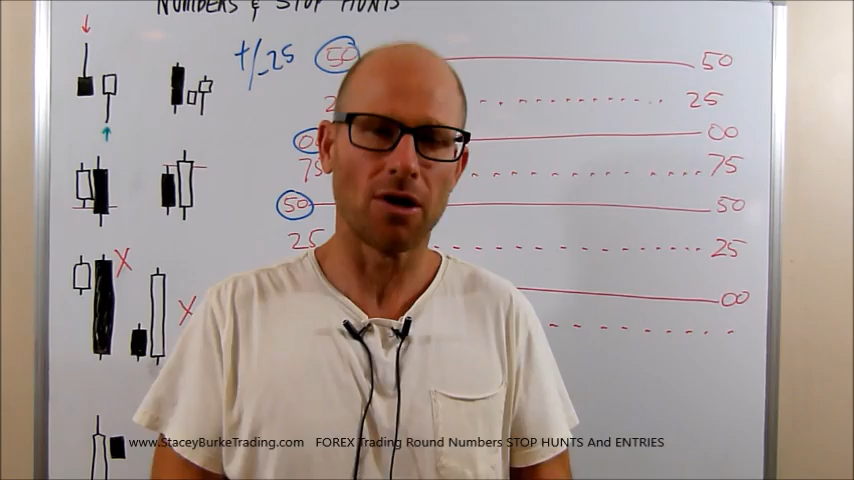 NUMBERS & STOP HUNTS
+/-25 50 50
25
00 00
75 75
50 50
25 25
00
X
X
www.StaceyBurkeTrading.com FOREX Trading Round Numbers STOP HUNTS And ENTRIES